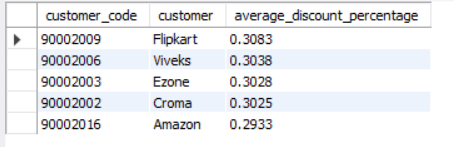 customer_code customer average_discount_percentage
90002009 Flipkart 0.3083
90002006 Viveks 0.3038
90002003 Ezone 0.3028
90002002 Croma 0.3025
90002016 Amazon 0.2933